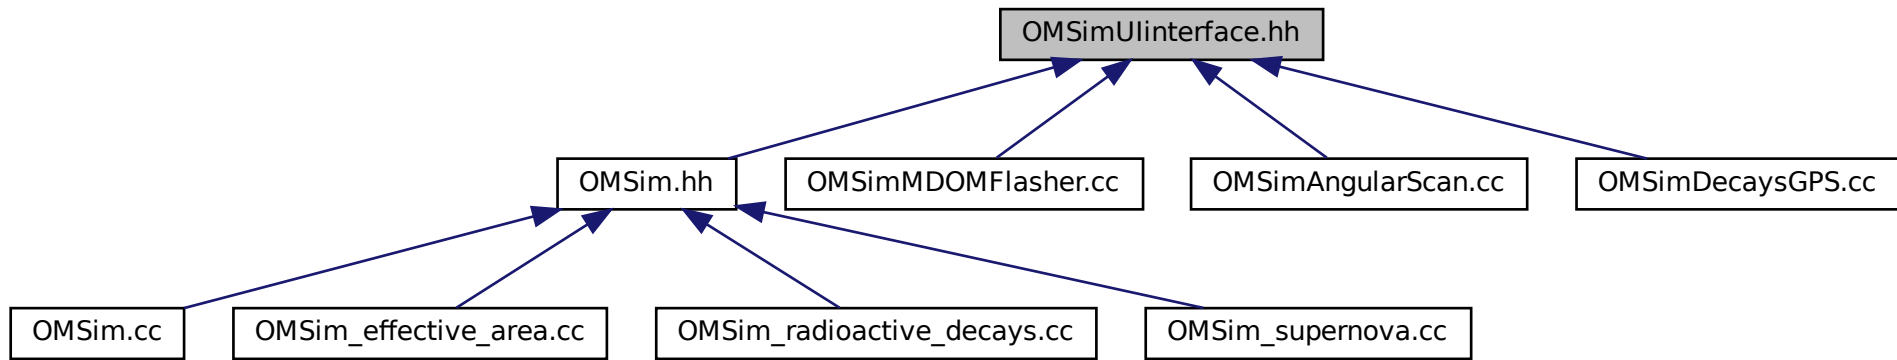 OMSimUIinterface.hh
OMSim.hh
OMSimMDOMFlasher.cc
OMSimAngularScan.cc
OMSimDecaysGPS.cc
OMSim.cc
OMSim_effective_area.cc
OMSim_radioactive_decays.cc
OMSim_supernova.cc